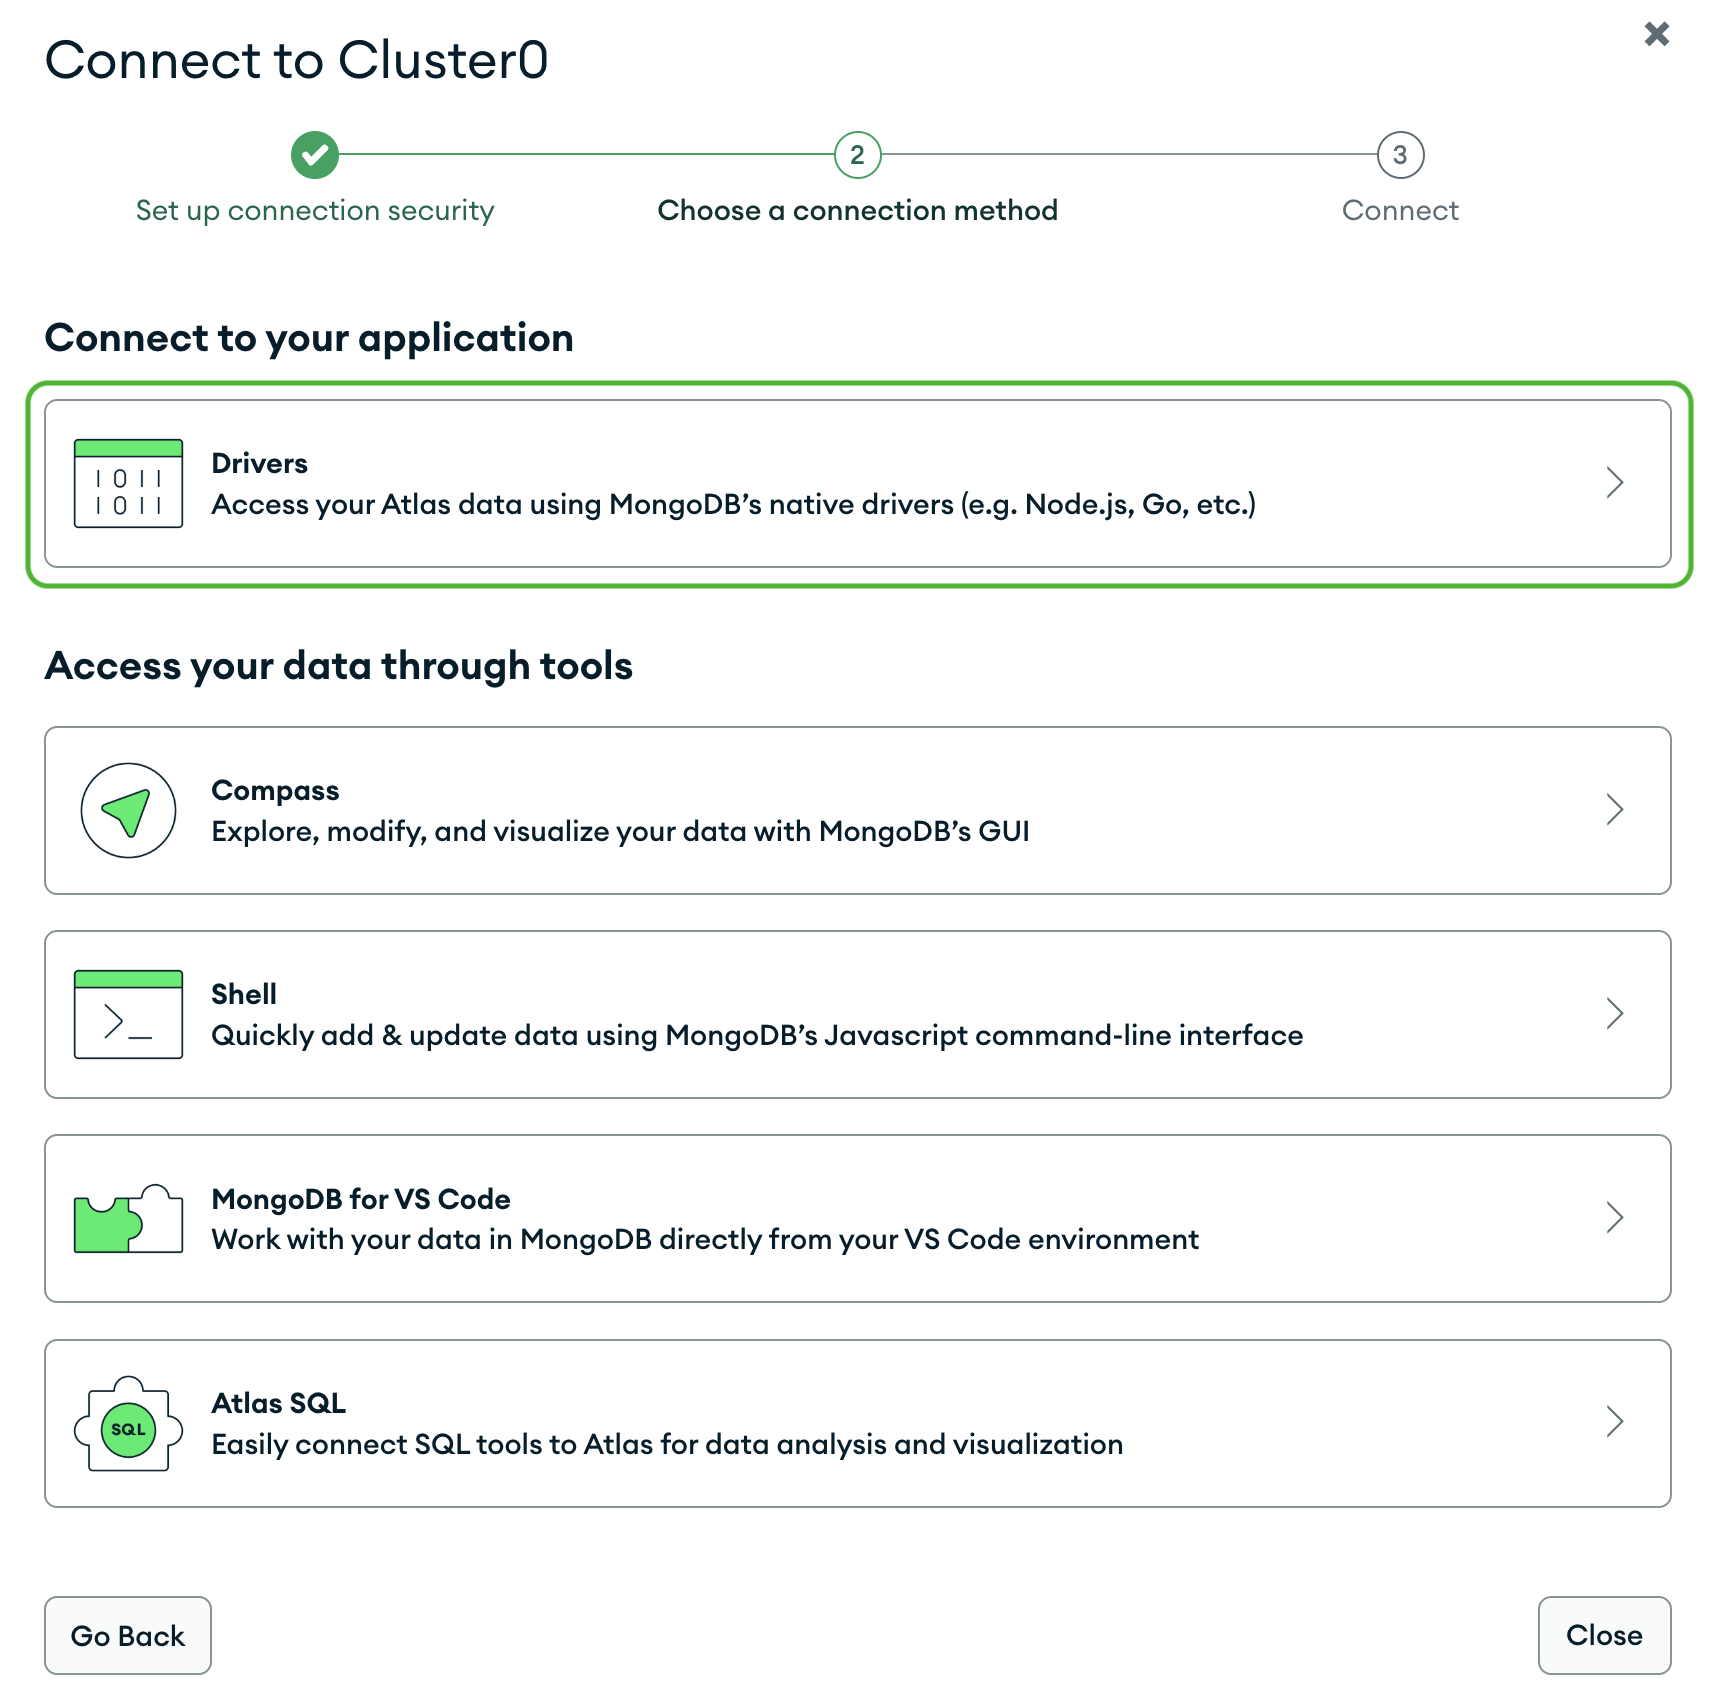 Connect to Cluster0
2
3
Set up connection security
Choose a connection method
Connect
Connect to your application
1011
1011
Drivers
Access your Atlas data using MongoDB’s native drivers (e.g. Node.js, Go, etc.)
Access your data through tools
Compass
Explore, modify, and visualize your data with MongoDB’s GUI
>_
Shell
Quickly add & update data using MongoDB’s Javascript command-line interface
MongoDB for VS Code
Work with your data in MongoDB directly from your VS Code environment
SQL
Atlas SQL
Easily connect SQL tools to Atlas for data analysis and visualization
Go Back
Close